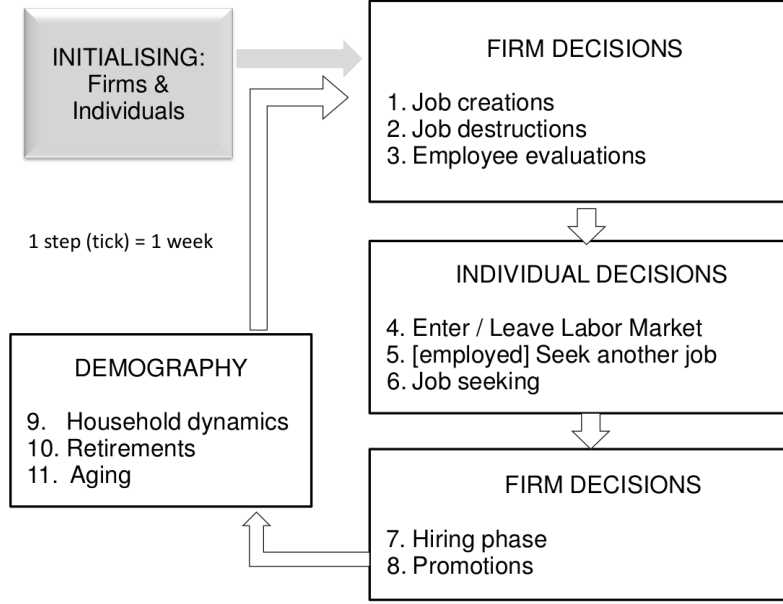 INITIALISING:
Firms &
Individuals
FIRM DECISIONS
1. Job creations
2. Job destructions
3. Employee evaluations
1 step (tick) = 1 week
INDIVIDUAL DECISIONS
4. Enter / Leave Labor Market
5. [employed] Seek another job
6. Job seeking
FIRM DECISIONS
7. Hiring phase
8. Promotions
DEMOGRAPHY
9. Household dynamics
10. Retirements
11. Aging